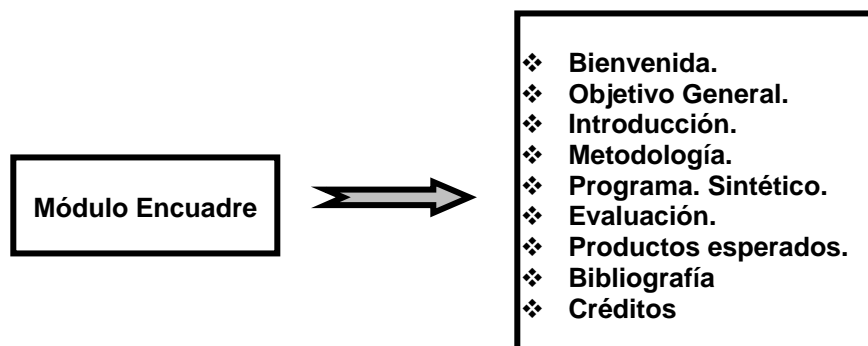 Módulo Encuadre
❖ Bienvenida.
❖ Objetivo General.
❖ Introducción.
❖ Metodología.
❖ Programa. Sintético.
❖ Evaluación.
❖ Productos esperados.
❖ Bibliografía
❖ Créditos